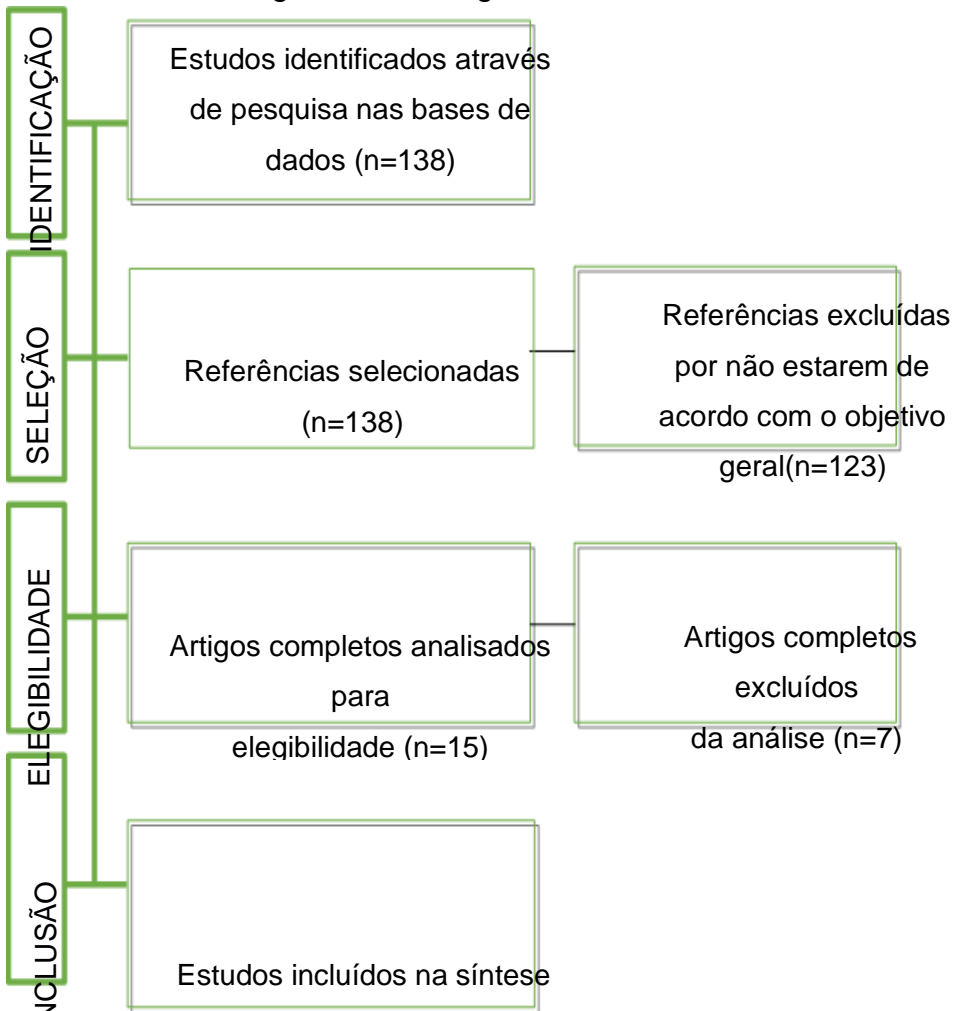 IDENTIFICAÇÃO
Estudos identificados através
de pesquisa nas bases de
dados (n=138)
SELEÇÃO
Referências selecionadas
(n=138)
Referências excluídas
por não estarem de
acordo com o objetivo
geral(n=123)
ELEGIBILIDADE
Artigos completos analisados
para
elegibilidade (n=15)
Artigos completos
excluídos
da análise (n=7)
NCLUSÃO
Estudos incluídos na síntese